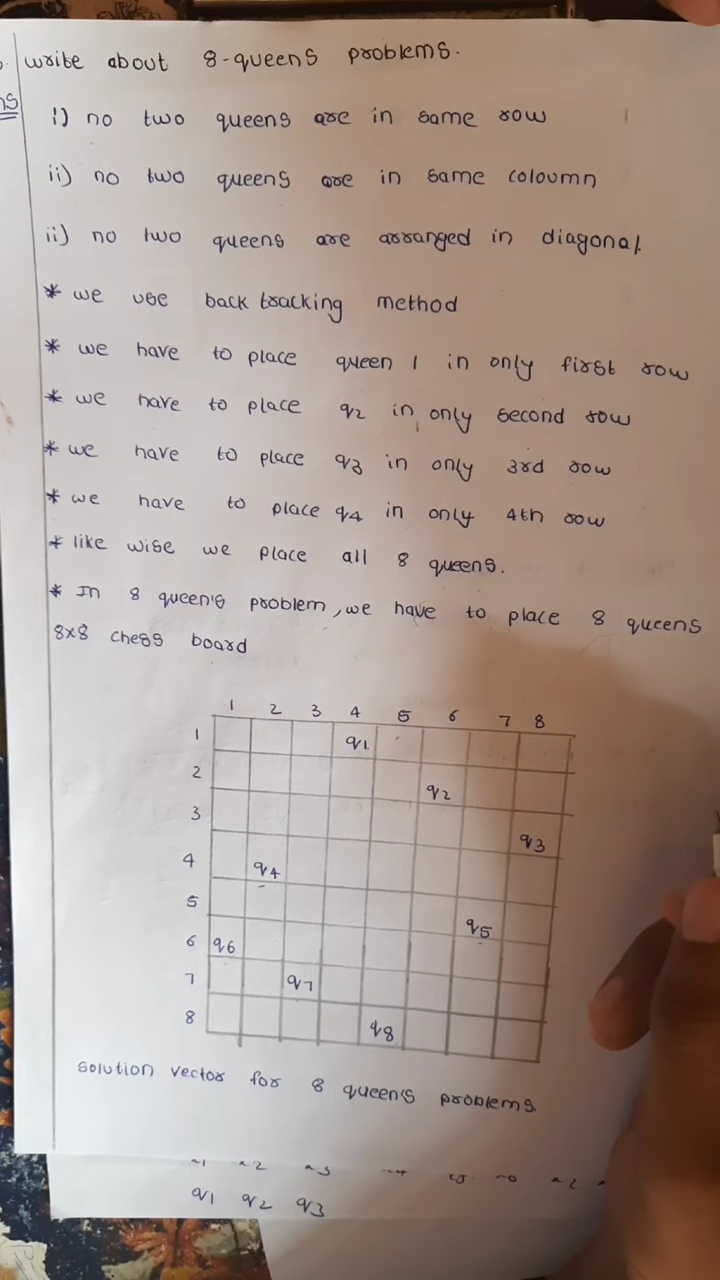 write about 8-queens problems.
ns
i) no two queens are in same row
ii) no two queens are in same coloumn
ii) no two queens are arranged in diagonal.
* we use back tracking method
* we have to place queen 1 in only first row
* we have to place q2 in only second row
* we have to place q3 in only 3rd row
* we have to place q4 in only 4th row
* like wise we place all 8 queens.
* In 8 queen's problem, we have to place 8 queens
8x8 chess board
1 2 3 4 5 6 7 8
1 q1
2 q2
3 q3
4 q4
5 q5
6 q6
7 q7
8 q8
solution vector for 8 queen's problems.
q1 q2 q3